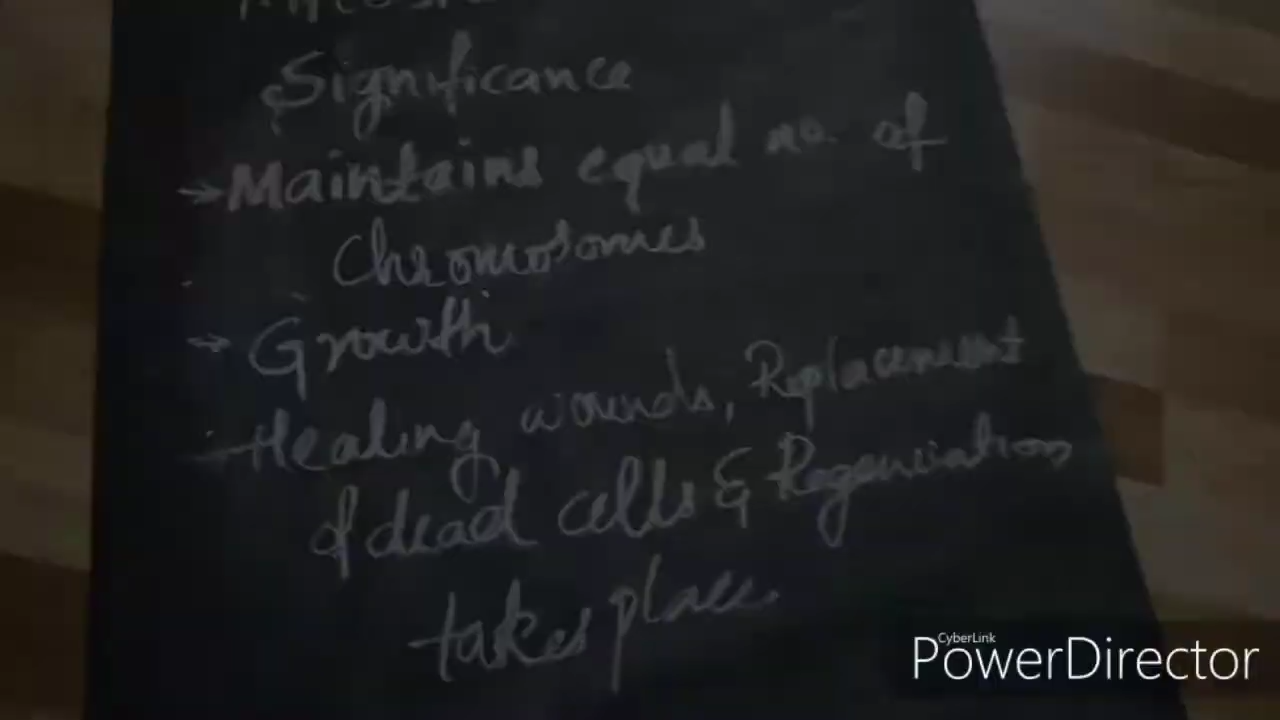 Significance
→ Maintains equal no. of
Chromosomes
→ Growth
→ Healing wounds, Replacement
of dead cells & Regeneration
takes place.
CyberLink
PowerDirector